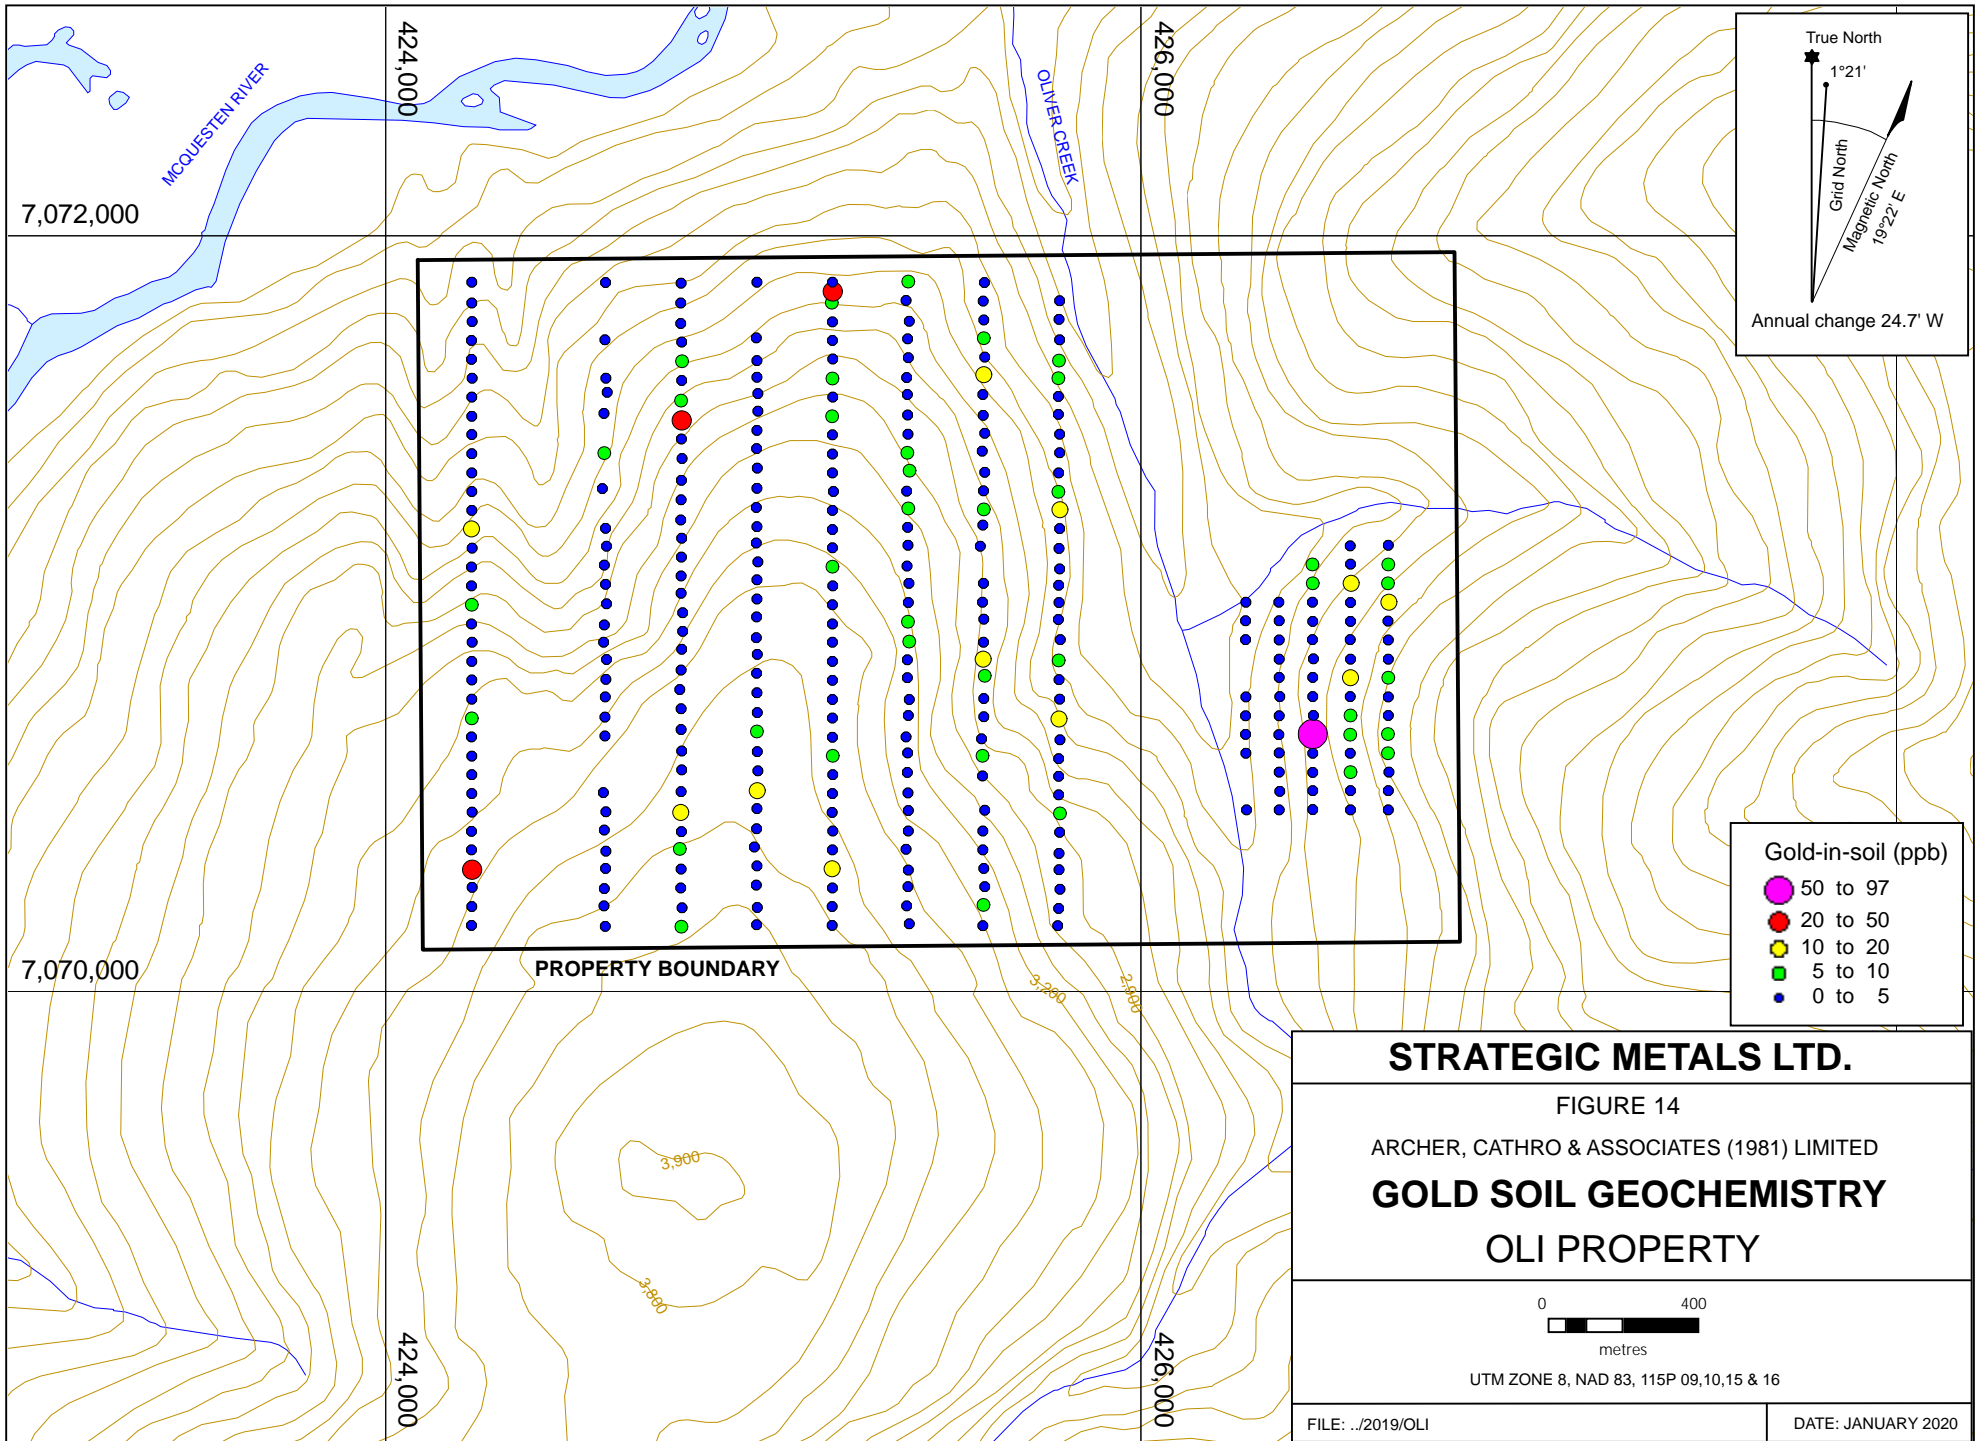 424,000
426,000
MCQUESTEN RIVER
OLIVER CREEK
True North
1°21'
Grid North
Magnetic North
19°22' E
Annual change 24.7' W
7,072,000
7,070,000
PROPERTY BOUNDARY
3,200
2,900
3,900
3,800
424,000
426,000
Gold-in-soil (ppb)
50 to 97
20 to 50
10 to 20
5 to 10
0 to 5
STRATEGIC METALS LTD.
FIGURE 14
ARCHER, CATHRO & ASSOCIATES (1981) LIMITED
GOLD SOIL GEOCHEMISTRY
OLI PROPERTY
0 400
metres
UTM ZONE 8, NAD 83, 115P 09,10,15 & 16
FILE: ../2019/OLI
DATE: JANUARY 2020